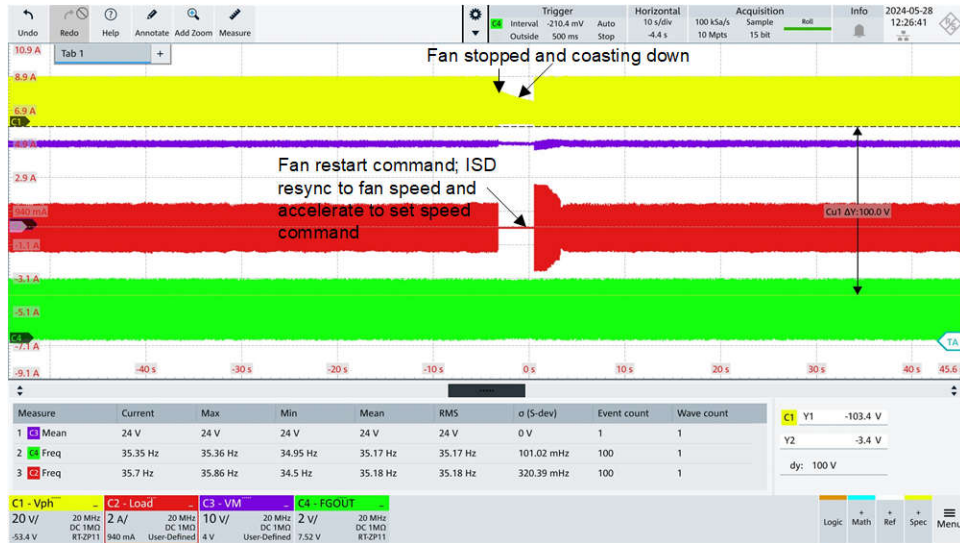 Undo Redo Help Annotate Add Zoom Measure
Trigger Horizontal Acquisition Info 2024-05-28
C4 Interval -210.4 mV Auto 10 s/div 100 kSa/s Sample Roll 12:26:41
Outside 500 ms Stop -4.4 s 10 Mpts 15 bit
10.9 A Tab 1 +
Fan stopped and coasting down
8.9 A
6.9 A
C1
2.9 A
Fan restart command; ISD
resync to fan speed and
accelerate to set speed
command
940 mA
Cu1 ΔY:100.0 V
-1.1 A
-3.1 A
-5.1 A
C4
-7.1 A
TA
-9.1 A -40 s -30 s -20 s -10 s 0 s 10 s 20 s 30 s 40 s 45.6
Measure Current Max Min Mean RMS σ (S-dev) Event count Wave count
1 C3 Mean 24 V 24 V 24 V 24 V 24 V 0 V 1 1
2 C4 Freq 35.35 Hz 35.36 Hz 34.95 Hz 35.17 Hz 35.17 Hz 101.02 mHz 100 1
3 C2 Freq 35.7 Hz 35.86 Hz 34.5 Hz 35.18 Hz 35.18 Hz 320.39 mHz 100 1
C1 Y1 -103.4 V
Y2 -3.4 V
dy: 100 V
C1 - Vph C2 - Load C3 - VM C4 - FGOUT
20 V/ 20 MHz 2 A/ 20 MHz 10 V/ 20 MHz 2 V/ 20 MHz
DC 1MΩ DC 1MΩ DC 1MΩ DC 1MΩ
-53.4 V RT-ZP11 940 mA User-Defined 4 V User-Defined 7.52 V RT-ZP11
Logic + Math + Ref + Spec Menu